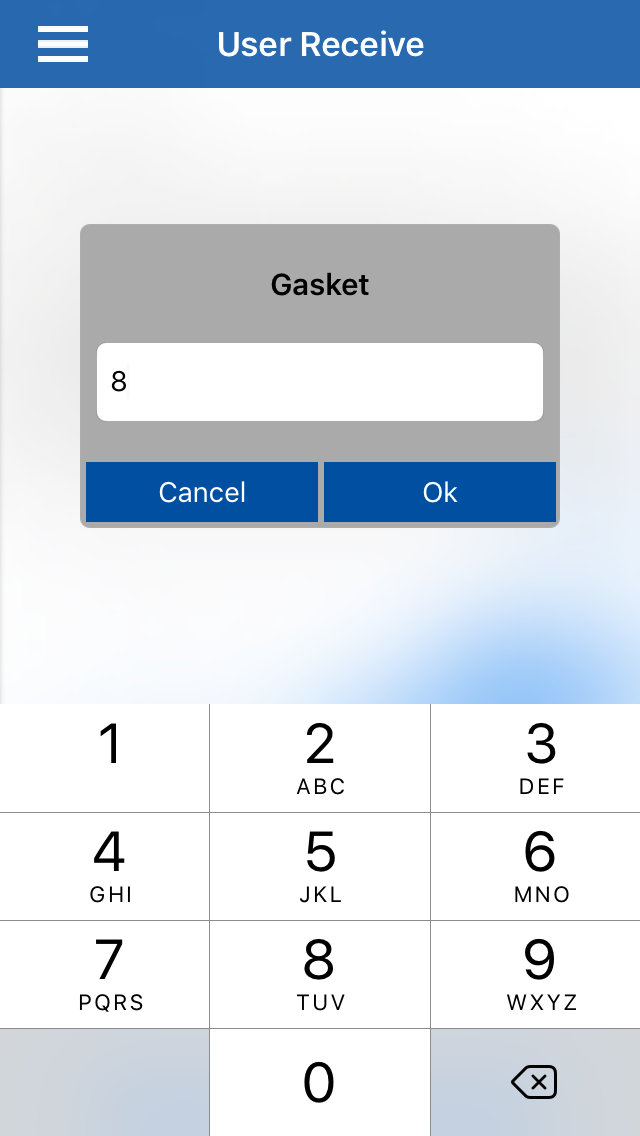 User Receive
Gasket
8
Cancel Ok
1 2 3
ABC DEF
4 5 6
GHI JKL MNO
7 8 9
PQRS TUV WXYZ
0